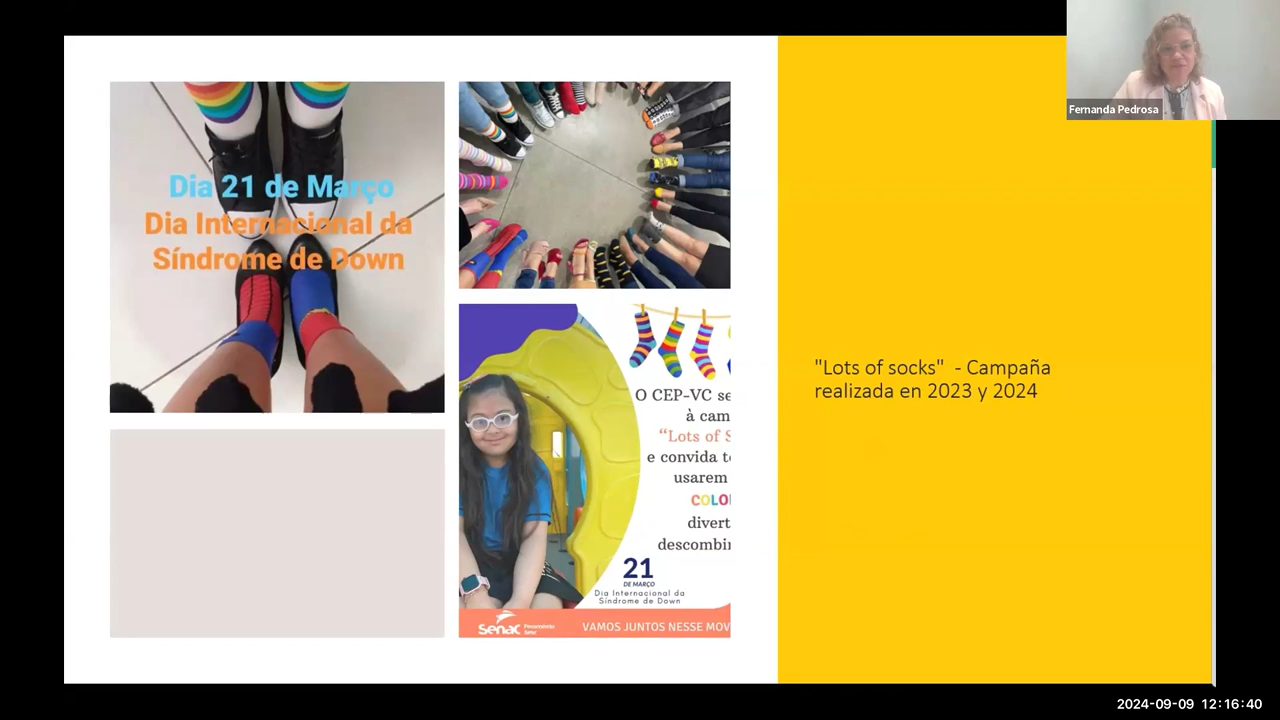 Fernanda Pedrosa
Dia 21 de Março
Dia Internacional da
Síndrome de Down
"Lots of socks" - Campaña
realizada en 2023 y 2024
O CEP-VC se
à cam
“Lots of S
e convida t
usarem
COLO
divert
descombi
21
DE MARÇO
Dia Internacional da
Síndrome de Down
Senac
VAMOS JUNTOS NESSE MOV
2024-09-09 12:16:40